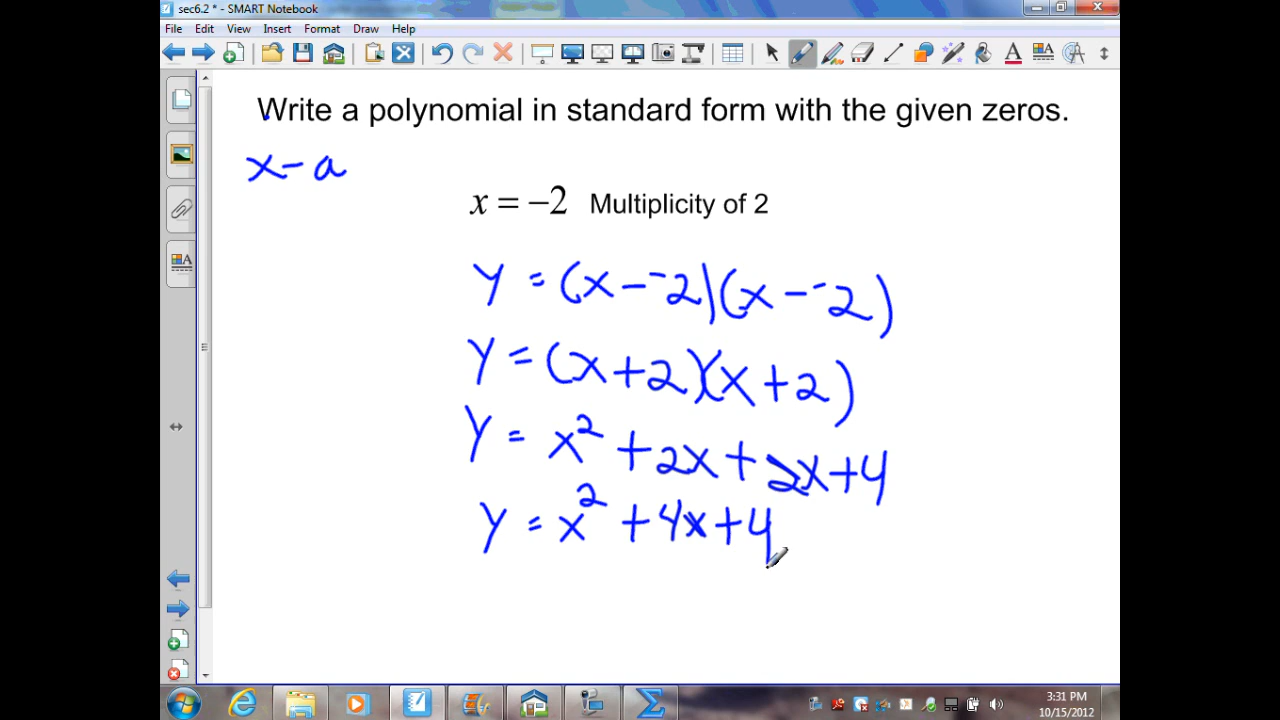 sec6.2 * - SMART Notebook
File Edit View Insert Format Draw Help
Write a polynomial in standard form with the given zeros.
x - a
x = -2 Multiplicity of 2
y = (x - -2)(x - -2)
y = (x+2)(x+2)
y = x² + 2x + 2x + 4
y = x² + 4x + 4
3:31 PM
10/15/2012